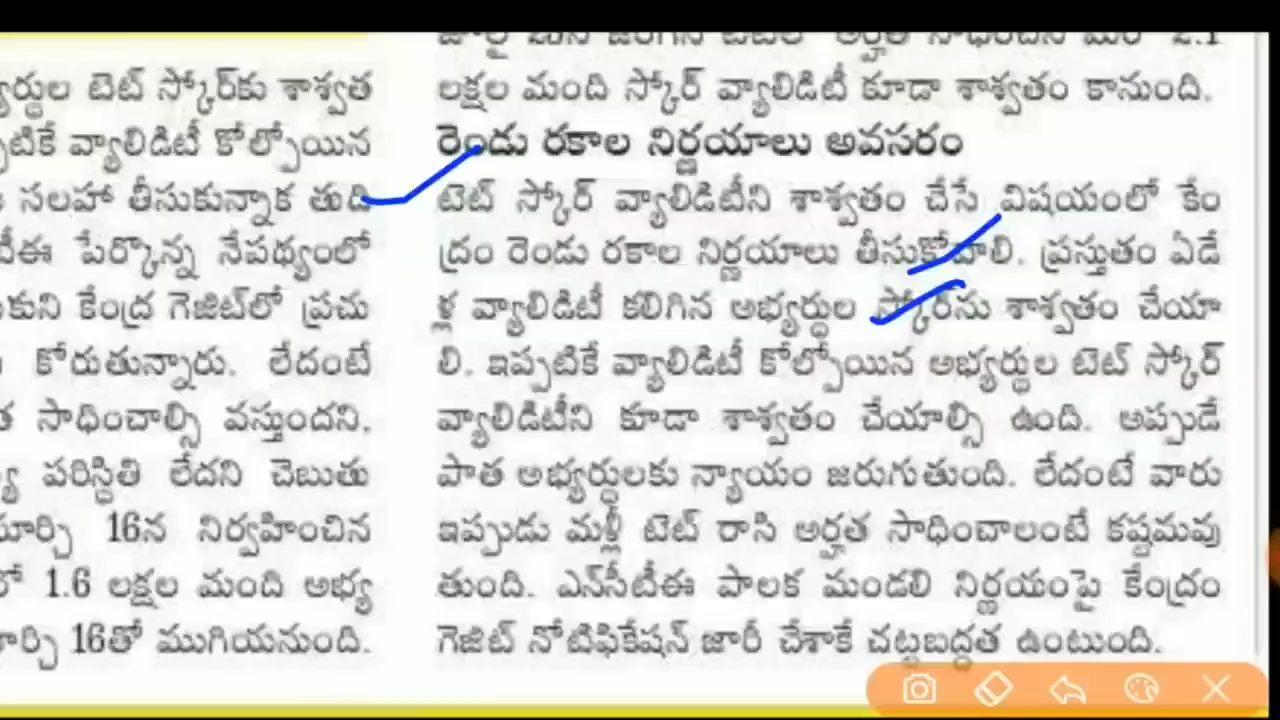 ర్థుల టెట్ స్కోర్‌కు శాశ్వత
టికే వ్యాలిడిటీ కోల్పోయిన
సలహా తీసుకున్నాక తుది
టీఈ పేర్కొన్న నేపథ్యంలో
కుని కేంద్ర గెజిట్‌లో ప్రచు
కోరుతున్నారు. లేదంటే
త సాధించాల్సి వస్తుందని,
పరిస్థితి లేదని చెబుతు
మార్చి 16న నిర్వహించిన
లో 1.6 లక్షల మంది అభ్య
మార్చి 16తో ముగియనుంది.
లక్షల మంది స్కోర్ వ్యాలిడిటీ కూడా శాశ్వతం కానుంది.
రెండు రకాల నిర్ణయాలు అవసరం
టెట్ స్కోర్ వ్యాలిడిటీని శాశ్వతం చేసే విషయంలో కేం
ద్రం రెండు రకాల నిర్ణయాలు తీసుకోవాలి. ప్రస్తుతం ఏడే
ళ్ల వ్యాలిడిటీ కలిగిన అభ్యర్థుల స్కోర్‌ను శాశ్వతం చేయా
లి. ఇప్పటికే వ్యాలిడిటీ కోల్పోయిన అభ్యర్థుల టెట్ స్కోర్
వ్యాలిడిటీని కూడా శాశ్వతం చేయాల్సి ఉంది. అప్పుడే
పాత అభ్యర్థులకు న్యాయం జరుగుతుంది. లేదంటే వారు
ఇప్పుడు మళ్లీ టెట్ రాసి అర్హత సాధించాలంటే కష్టమవు
తుంది. ఎన్‌సీటీఈ పాలక మండలి నిర్ణయంపై కేంద్రం
గెజిట్ నోటిఫికేషన్ జారీ చేశాకే చట్టబద్ధత ఉంటుంది.